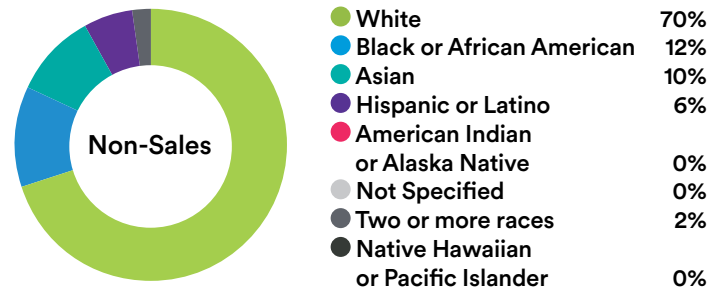 Non-Sales
White 70%
Black or African American 12%
Asian 10%
Hispanic or Latino 6%
American Indian
or Alaska Native 0%
Not Specified 0%
Two or more races 2%
Native Hawaiian
or Pacific Islander 0%